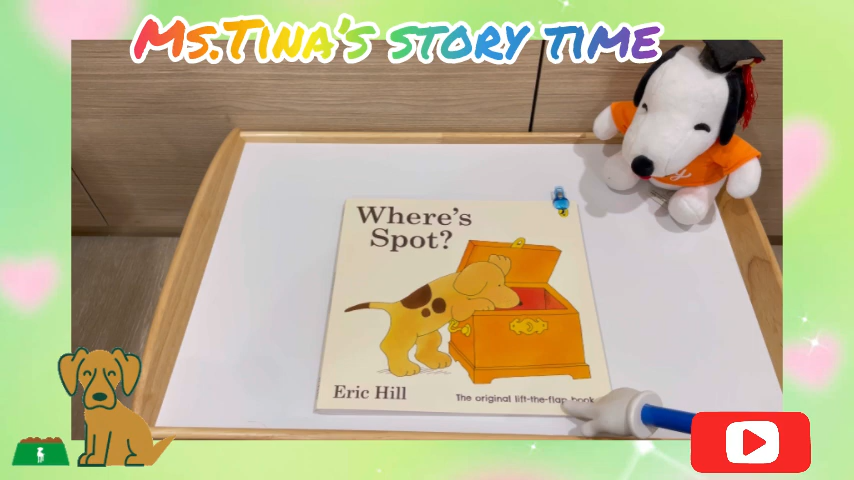 Ms.Tina's story time
Where's
Spot?
Eric Hill
The original lift-the-flap book